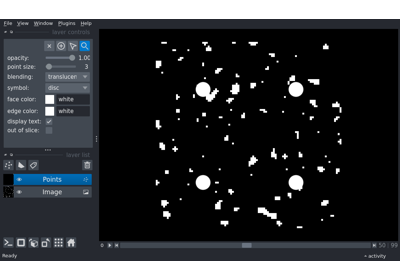 File View Window Plugins Help
layer controls
opacity: 1.00
point size: 3
blending: translucen
symbol: disc
face color: white
edge color: white
display text:
out of slice:
layer list
Points
Image
0 50 99
Ready activity